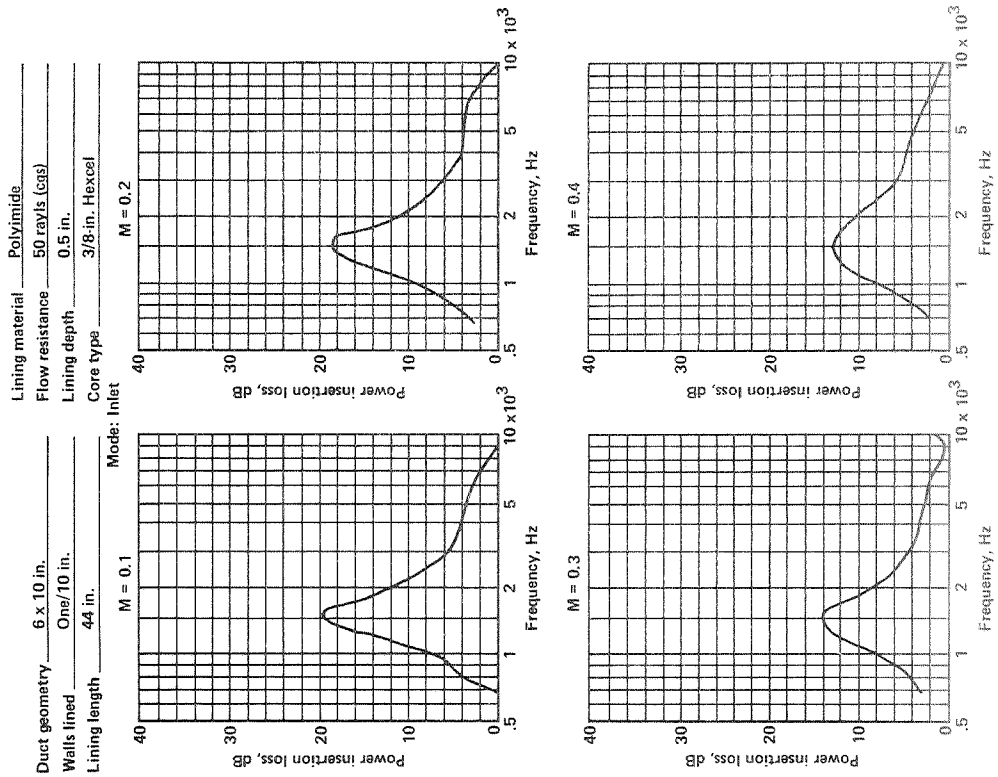 Duct geometry 6 x 10 in.
Walls lined One/10 in.
Lining length 44 in.
Lining material Polyimide
Flow resistance 50 rayls (cgs)
Lining depth 0.5 in.
Core type 3/8-in. Hexcel
Mode: Inlet
M = 0.1
40
30
20
10
0
Power insertion loss, dB
.5 1 2 5 10 x 10³
Frequency, Hz
M = 0.2
40
30
20
10
0
Power insertion loss, dB
.5 1 2 5 10 x 10³
Frequency, Hz
M = 0.3
40
30
20
10
0
Power insertion loss, dB
.5 1 2 5 10 x 10³
Frequency, Hz
M = 0.4
40
30
20
10
0
Power insertion loss, dB
.5 1 2 5 10 x 10³
Frequency, Hz